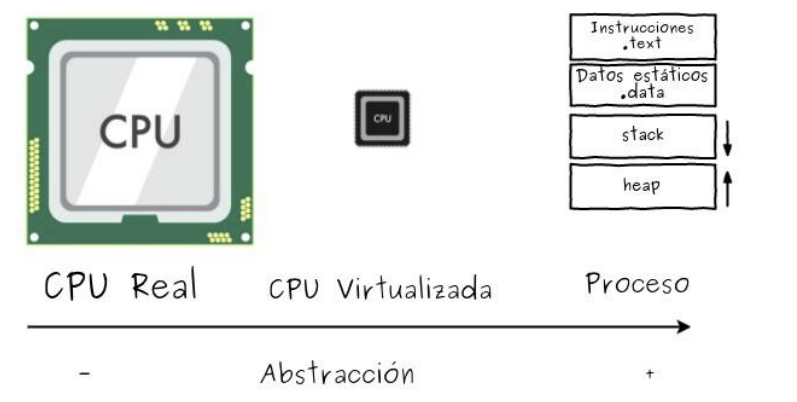 CPU
CPU
Instrucciones
.text
Datos estáticos
.data
stack
heap
CPU Real
CPU Virtualizada
Proceso
-
Abstracción
+